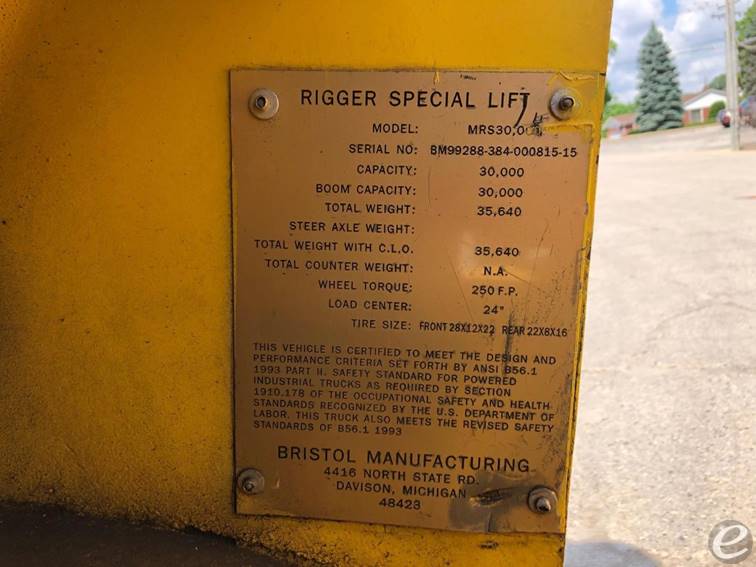 RIGGER SPECIAL LIFT
MODEL: MRS30,00
SERIAL NO: BM99288-384-000815-15
CAPACITY: 30,000
BOOM CAPACITY: 30,000
TOTAL WEIGHT: 35,640
STEER AXLE WEIGHT:
TOTAL WEIGHT WITH C.L.O. 35,640
TOTAL COUNTER WEIGHT: N.A.
WHEEL TORQUE: 250 F.P.
LOAD CENTER: 24"
TIRE SIZE: FRONT 28X12X22 REAR 22X8X16
THIS VEHICLE IS CERTIFIED TO MEET THE DESIGN AND
PERFORMANCE CRITERIA SET FORTH BY ANSI B56.1
1993 PART II. SAFETY STANDARD FOR POWERED
INDUSTRIAL TRUCKS AS REQUIRED BY SECTION
1910.178 OF THE OCCUPATIONAL SAFETY AND HEALTH
STANDARDS RECOGNIZED BY THE U.S. DEPARTMENT OF
LABOR. THIS TRUCK ALSO MEETS THE REVISED SAFETY
STANDARDS OF B56.1 1993
BRISTOL MANUFACTURING
4416 NORTH STATE RD.
DAVISON, MICHIGAN
48423
e